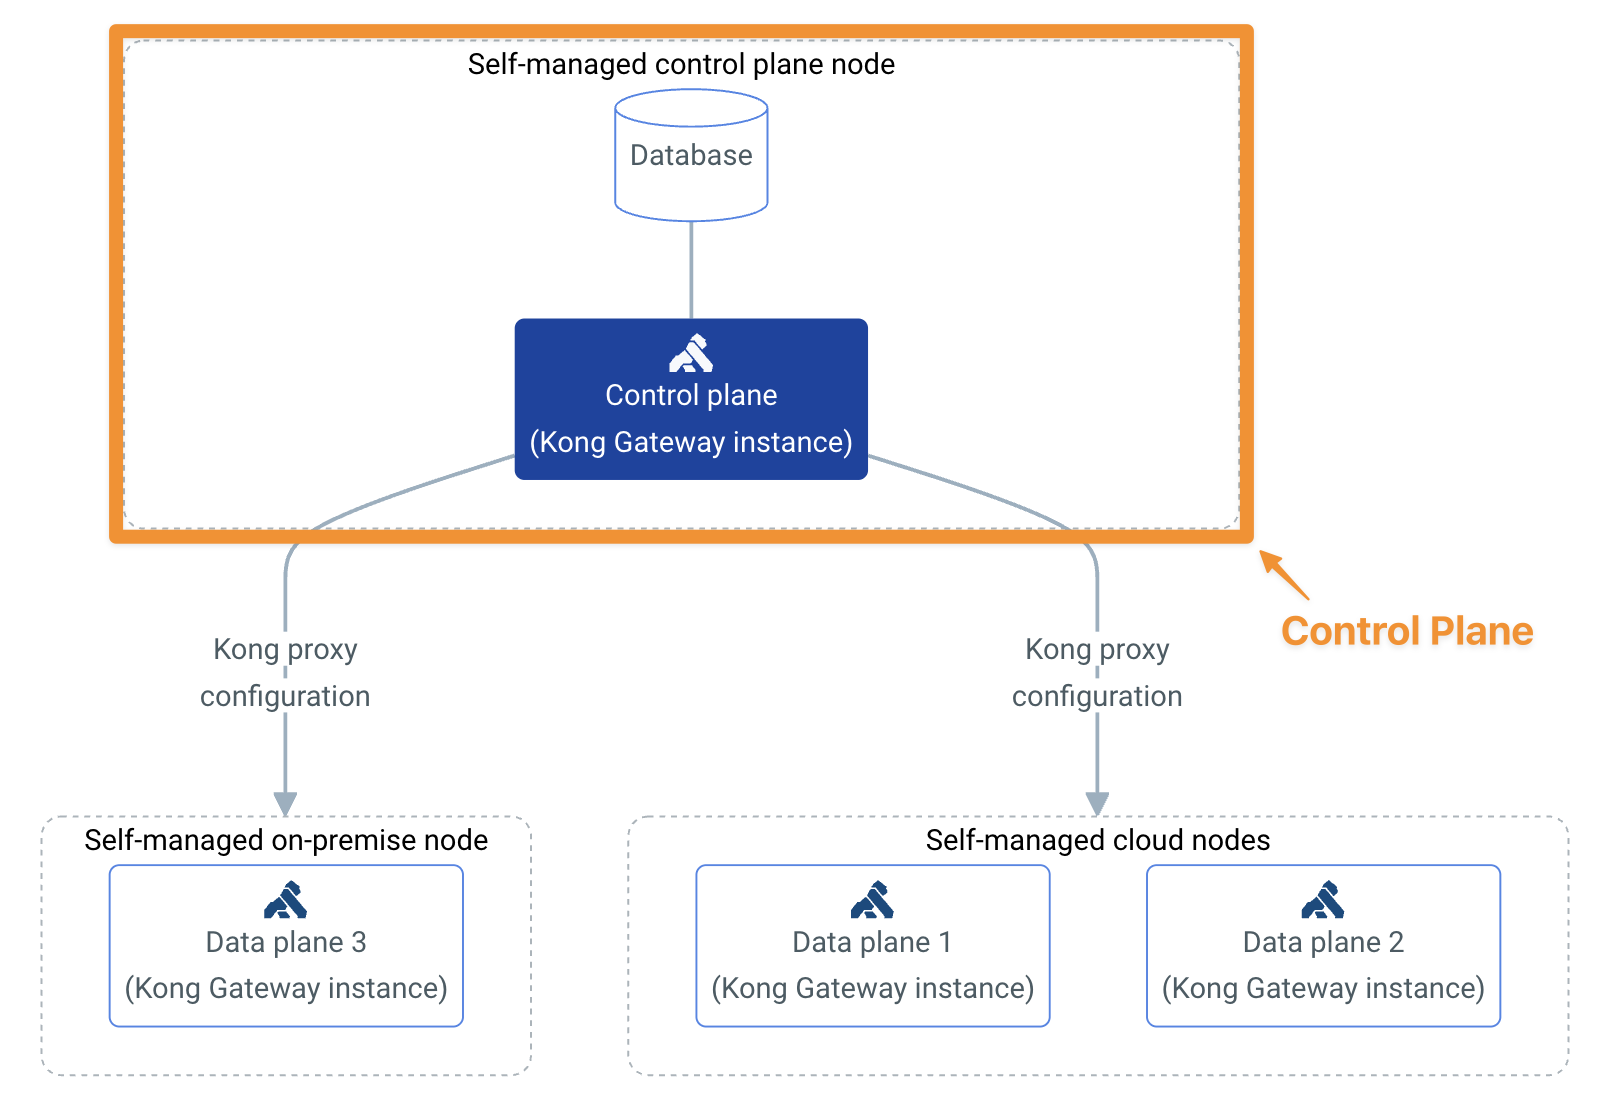 Self-managed control plane node
Database
Control plane
(Kong Gateway instance)
Control Plane
Kong proxy
configuration
Kong proxy
configuration
Self-managed on-premise node
Data plane 3
(Kong Gateway instance)
Self-managed cloud nodes
Data plane 1
(Kong Gateway instance)
Data plane 2
(Kong Gateway instance)